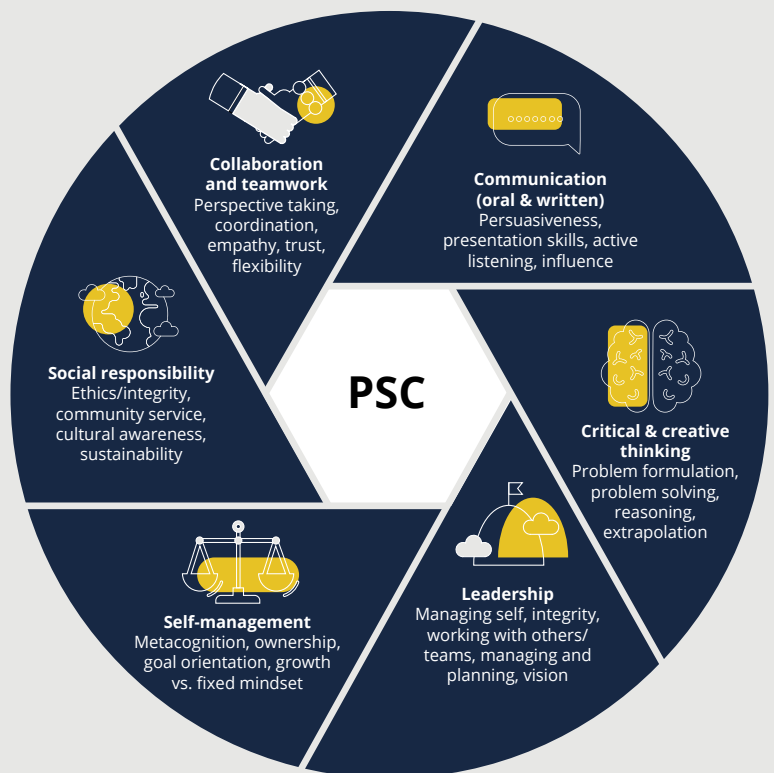 Collaboration
and teamwork
Perspective taking,
coordination,
empathy, trust,
flexibility
Communication
(oral & written)
Persuasiveness,
presentation skills, active
listening, influence
Social responsibility
Ethics/integrity,
community service,
cultural awareness,
sustainability
PSC
Critical & creative
thinking
Problem formulation,
problem solving,
reasoning,
extrapolation
Self-management
Metacognition, ownership,
goal orientation, growth
vs. fixed mindset
Leadership
Managing self, integrity,
working with others/
teams, managing and
planning, vision